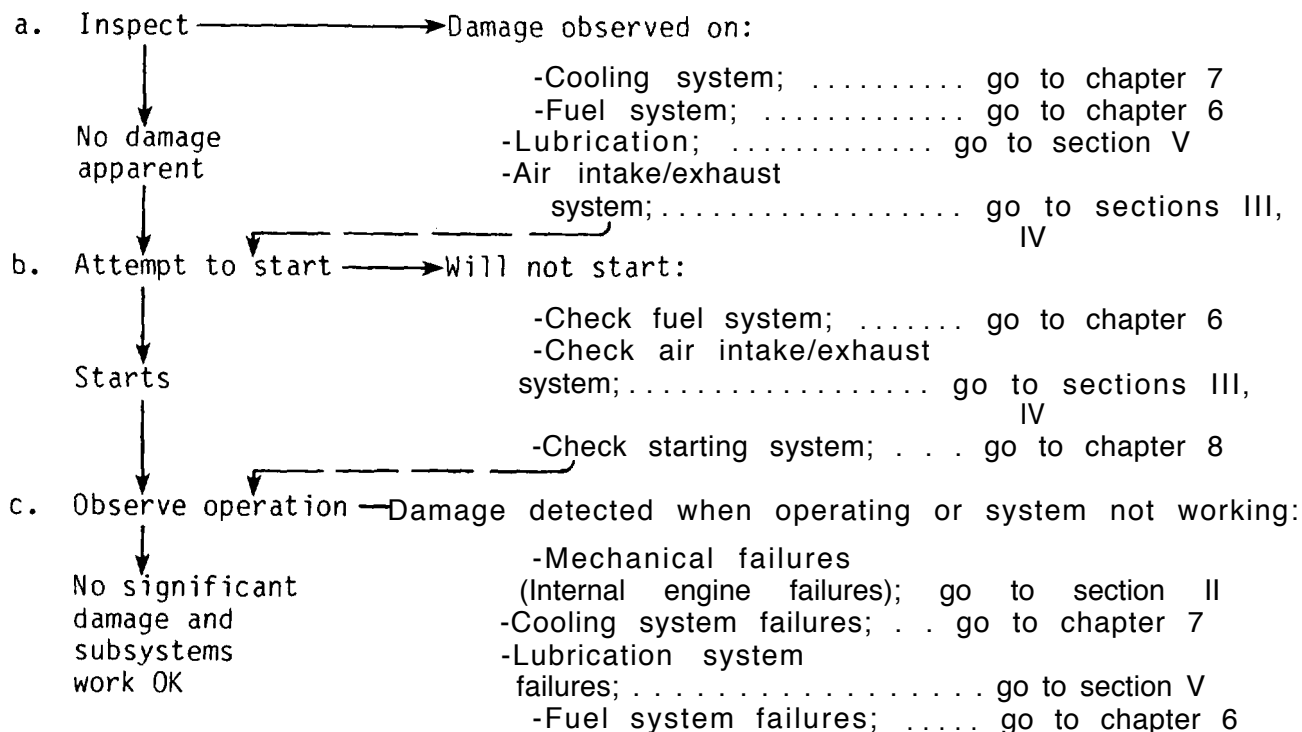 a. Inspect Damage observed on:
-Cooling system; .......... go to chapter 7
-Fuel system; ............. go to chapter 6
No damage
apparent
-Lubrication; ............. go to section V
-Air intake/exhaust
system; .................. go to sections III,
IV
b. Attempt to start Will not start:
-Check fuel system; ....... go to chapter 6
-Check air intake/exhaust
Starts
system; .................. go to sections III,
IV
-Check starting system; . . . go to chapter 8
c. Observe operation Damage detected when operating or system not working:
-Mechanical failures
No significant
damage and
subsystems
work OK
(Internal engine failures); go to section II
-Cooling system failures; . . go to chapter 7
-Lubrication system
failures; .................. go to section V
-Fuel system failures; ..... go to chapter 6